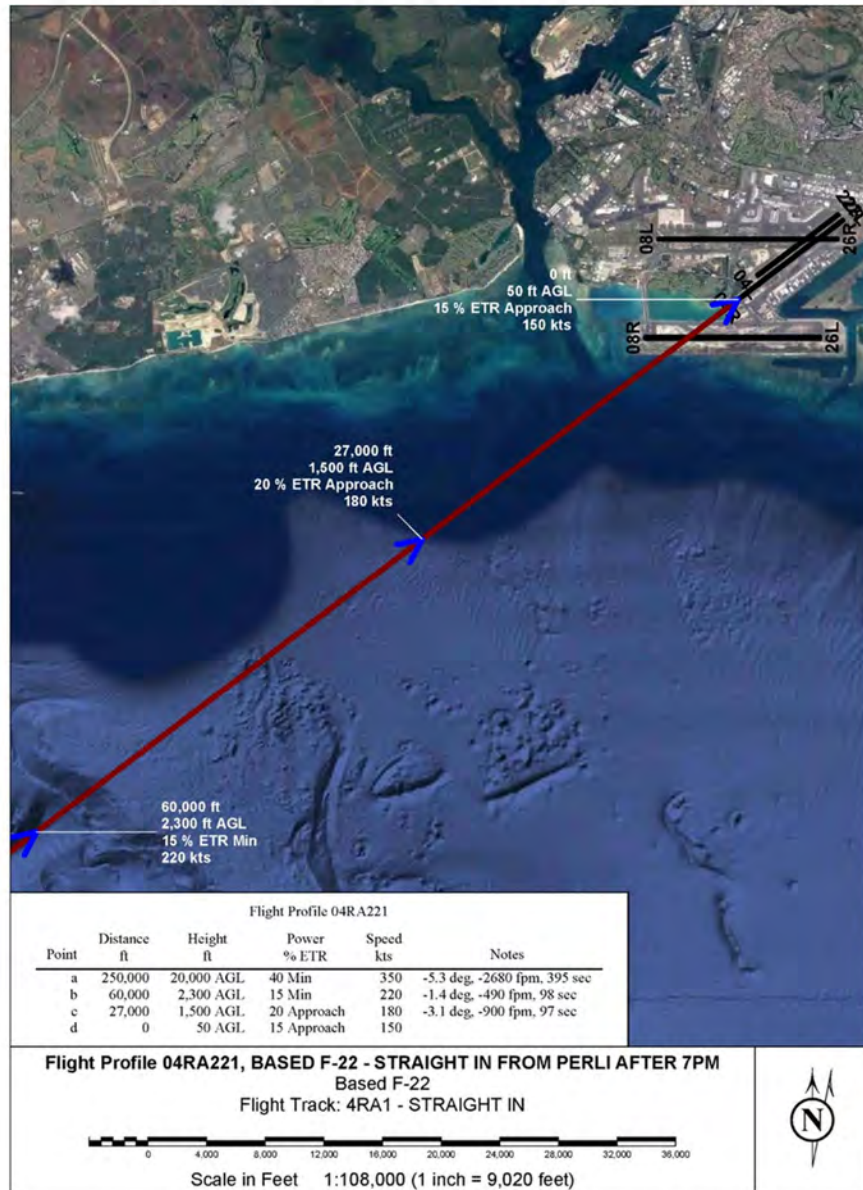 08L
26R
0 ft
50 ft AGL
15 % ETR Approach
150 kts
08R
26L
27,000 ft
1,500 ft AGL
20 % ETR Approach
180 kts
60,000 ft
2,300 ft AGL
15 % ETR Min
220 kts
Flight Profile 04RA221
Point Distance ft Height ft Power % ETR Speed kts Notes
a 250,000 20,000 AGL 40 Min 350 -5.3 deg, -2680 fpm, 395 sec
b 60,000 2,300 AGL 15 Min 220 -1.4 deg, -490 fpm, 98 sec
c 27,000 1,500 AGL 20 Approach 180 -3.1 deg, -900 fpm, 97 sec
d 0 50 AGL 15 Approach 150
Flight Profile 04RA221, BASED F-22 - STRAIGHT IN FROM PERLI AFTER 7PM
Based F-22
Flight Track: 4RA1 - STRAIGHT IN
0 4,000 8,000 12,000 16,000 20,000 24,000 28,000 32,000 36,000
Scale in Feet 1:108,000 (1 inch = 9,020 feet)
N